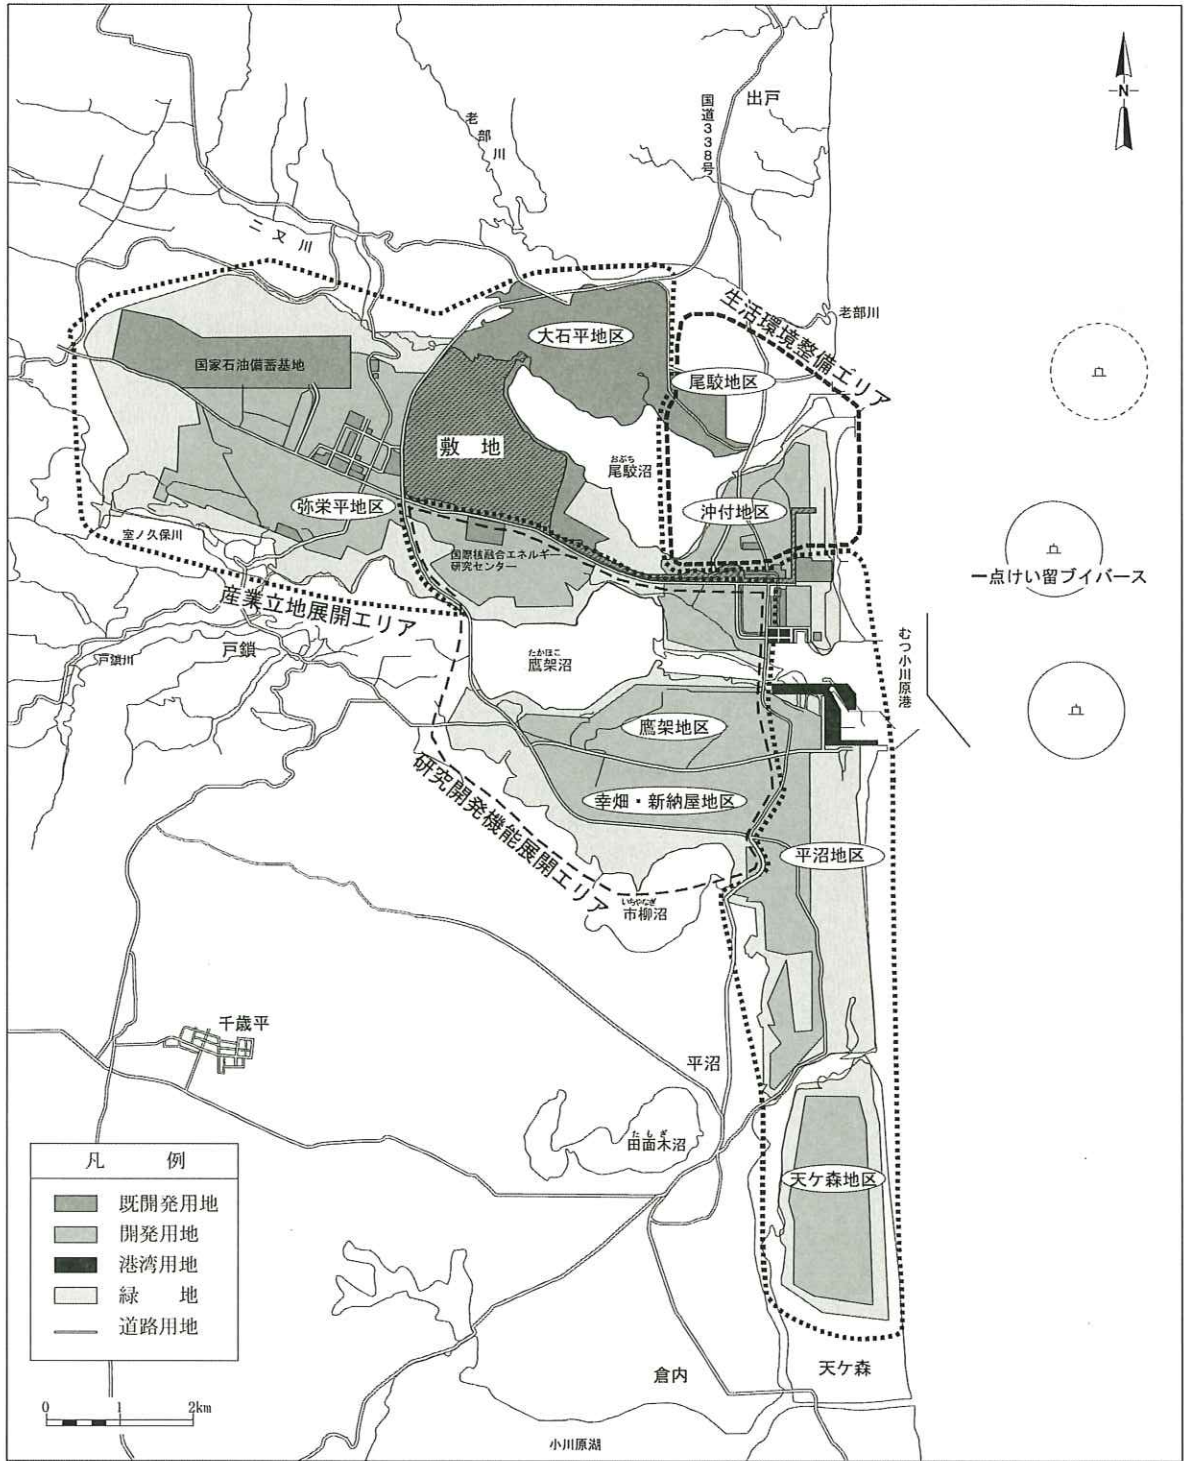 N
出戸
国道338号
老部川
二又川
生活環境整備エリア
老部川
大石平地区
国家石油備蓄基地
尾駮地区
敷 地
おぶち
尾駮沼
弥栄平地区
沖付地区
室ノ久保川
国際核融合エネルギー
研究センター
一点けい留ブイバース
産業立地展開エリア
むつ小川原港
戸鎖
戸鎖川
たかほこ
鷹架沼
鷹架地区
研究開発機能展開エリア
幸畑・新納屋地区
平沼地区
いちやなぎ
市柳沼
千歳平
平沼
たもぎ
田面木沼
天ケ森地区
凡 例
既開発用地
開発用地
港湾用地
緑 地
道路用地
天ケ森
倉内
0 1 2km
小川原湖